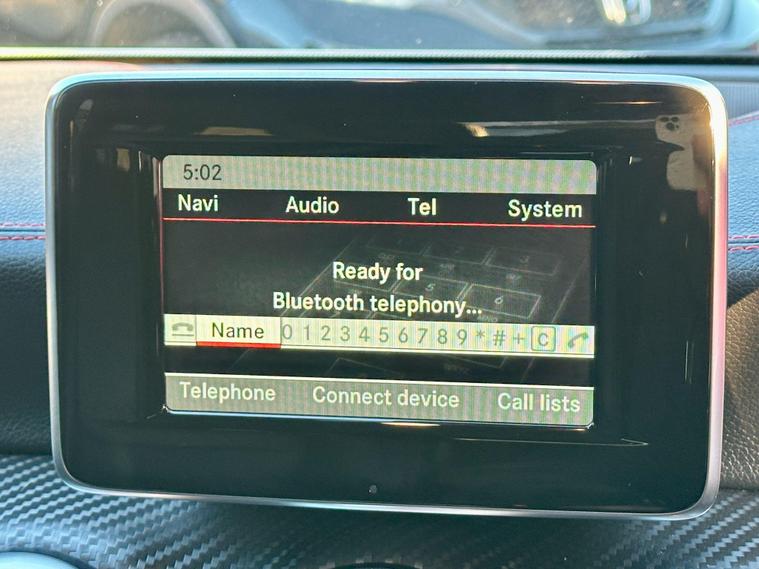 5:02
Navi Audio Tel System
Ready for
Bluetooth telephony...
Name 0 1 2 3 4 5 6 7 8 9 * # + C
Telephone Connect device Call lists